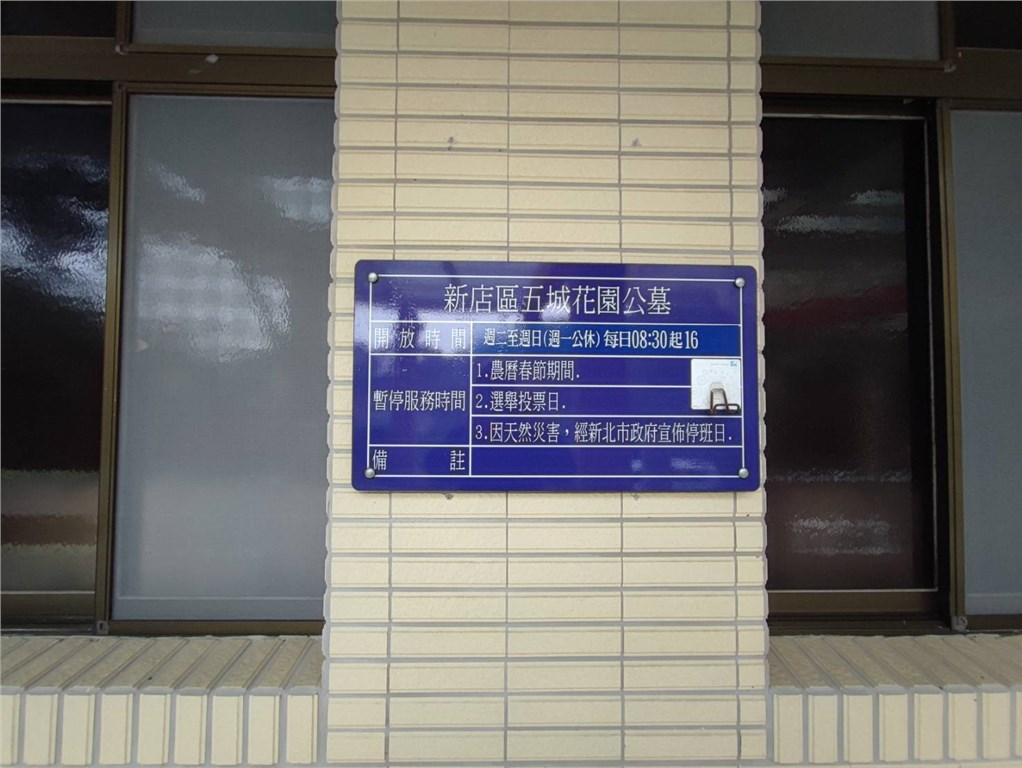 新店區五城花園公墓
開放時間 週二至週日(週一公休)每日08:30起16
暫停服務時間
1.農曆春節期間.
2.選舉投票日.
3.因天然災害，經新北市政府宣佈停班日.
備註